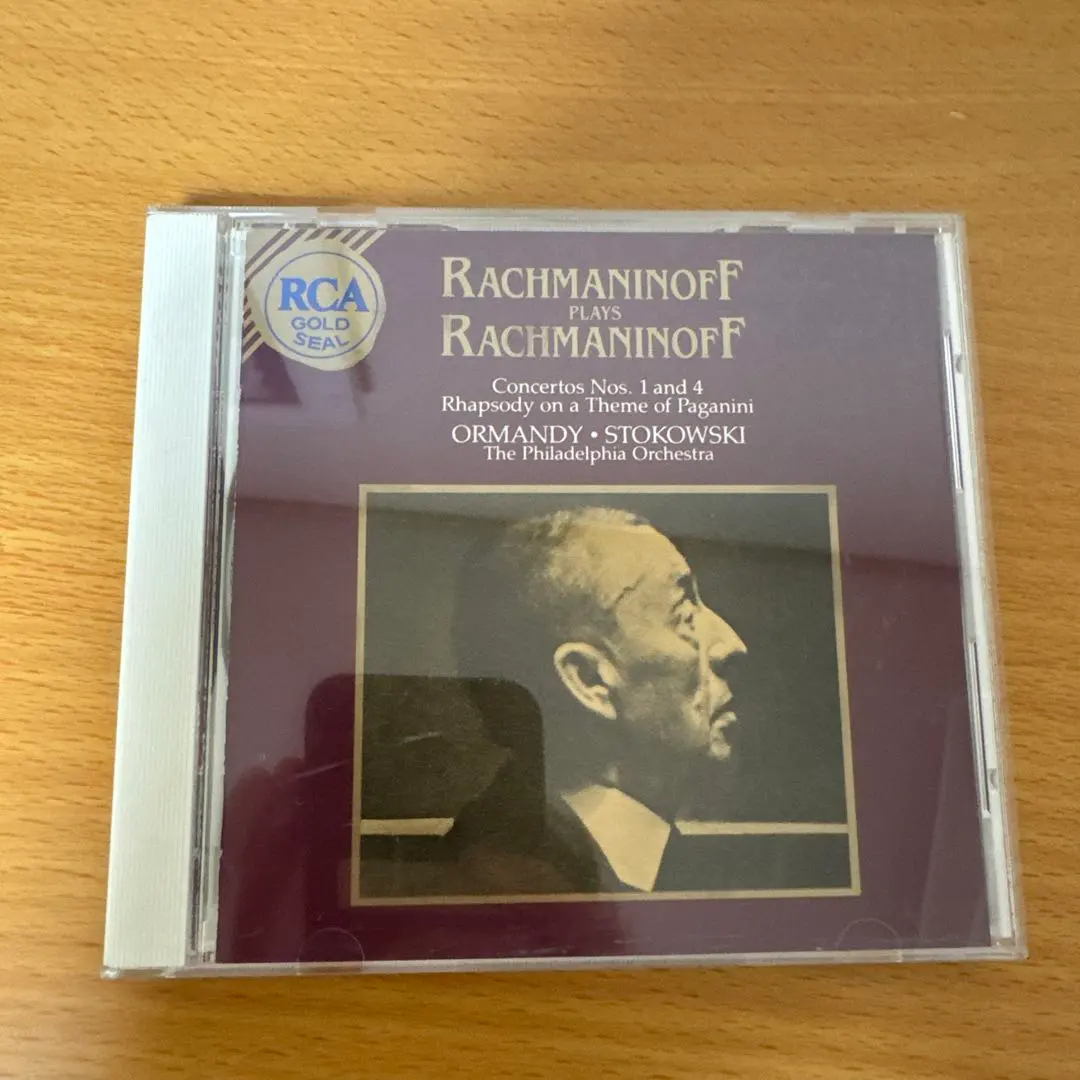 RCA
GOLD
SEAL
RACHMANINOFF
PLAYS
RACHMANINOFF
Concertos Nos. 1 and 4
Rhapsody on a Theme of Paganini
ORMANDY • STOKOWSKI
The Philadelphia Orchestra